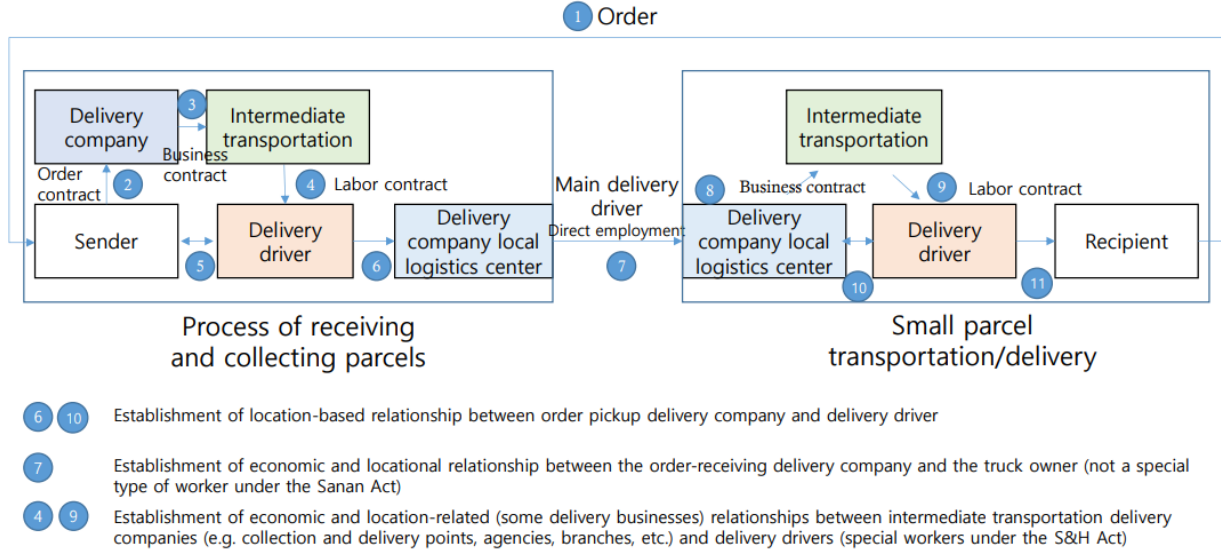 1 Order
Delivery
company
3
Intermediate
transportation
Business
contract
Order
contract
2
4
Labor contract
Sender
5
Delivery
driver
6
Delivery
company local
logistics center
Main delivery
driver
Direct employment
7
Intermediate
transportation
8
Business contract
9
Labor contract
Delivery
company local
logistics center
10
Delivery
driver
11
Recipient
Process of receiving
and collecting parcels
Small parcel
transportation/delivery
6 10 Establishment of location-based relationship between order pickup delivery company and delivery driver
7 Establishment of economic and locational relationship between the order-receiving delivery company and the truck owner (not a special
type of worker under the Sanan Act)
4 9 Establishment of economic and location-related (some delivery businesses) relationships between intermediate transportation delivery
companies (e.g. collection and delivery points, agencies, branches, etc.) and delivery drivers (special workers under the S&H Act)